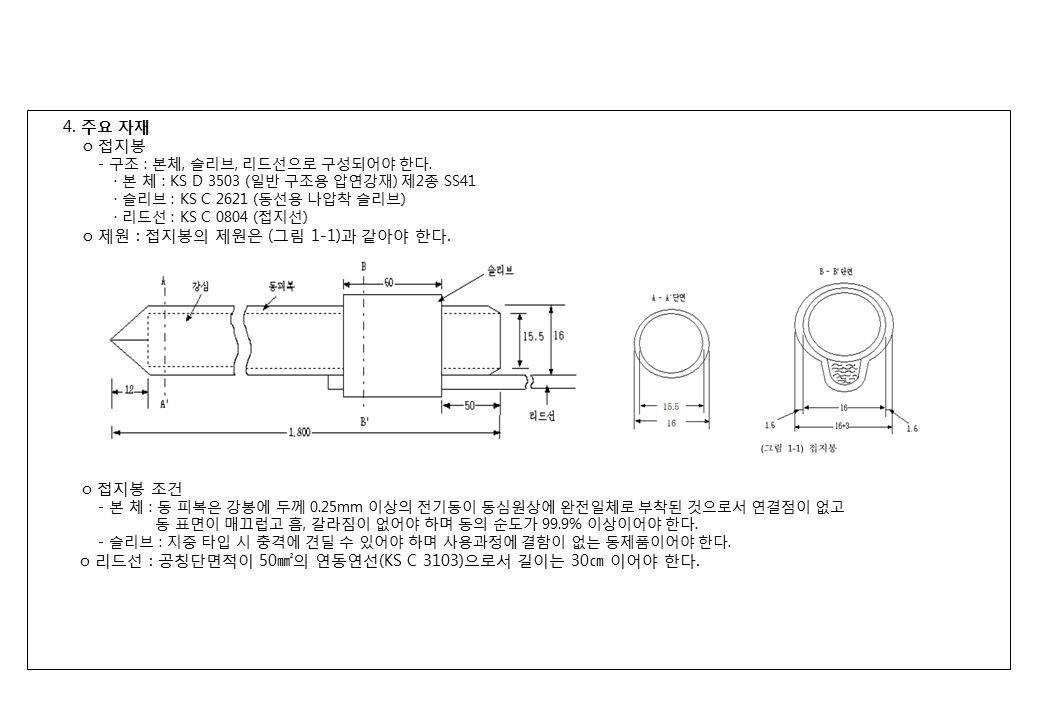 4. 주요 자재
ο 접지봉
- 구조 : 본체, 슬리브, 리드선으로 구성되어야 한다.
· 본 체 : KS D 3503 (일반 구조용 압연강재) 제2종 SS41
· 슬리브 : KS C 2621 (동선용 나압착 슬리브)
· 리드선 : KS C 0804 (접지선)
ο 제원 : 접지봉의 제원은 (그림 1-1)과 같아야 한다.
A
강심
동피복
B
60
슬리브
15.5
16
12
A'
B'
50
리드선
1,800
A - A'단면
15.5
16
B - B'단면
16
1.6
16*3
1.6
(그림 1-1) 접지봉
ο 접지봉 조건
- 본 체 : 동 피복은 강봉에 두께 0.25mm 이상의 전기동이 동심원상에 완전일체로 부착된 것으로서 연결점이 없고
동 표면이 매끄럽고 흠, 갈라짐이 없어야 하며 동의 순도가 99.9% 이상이어야 한다.
- 슬리브 : 지중 타입 시 충격에 견딜 수 있어야 하며 사용과정에 결함이 없는 동제품이어야 한다.
ο 리드선 : 공칭단면적이 50㎟의 연동연선(KS C 3103)으로서 길이는 30㎝ 이어야 한다.